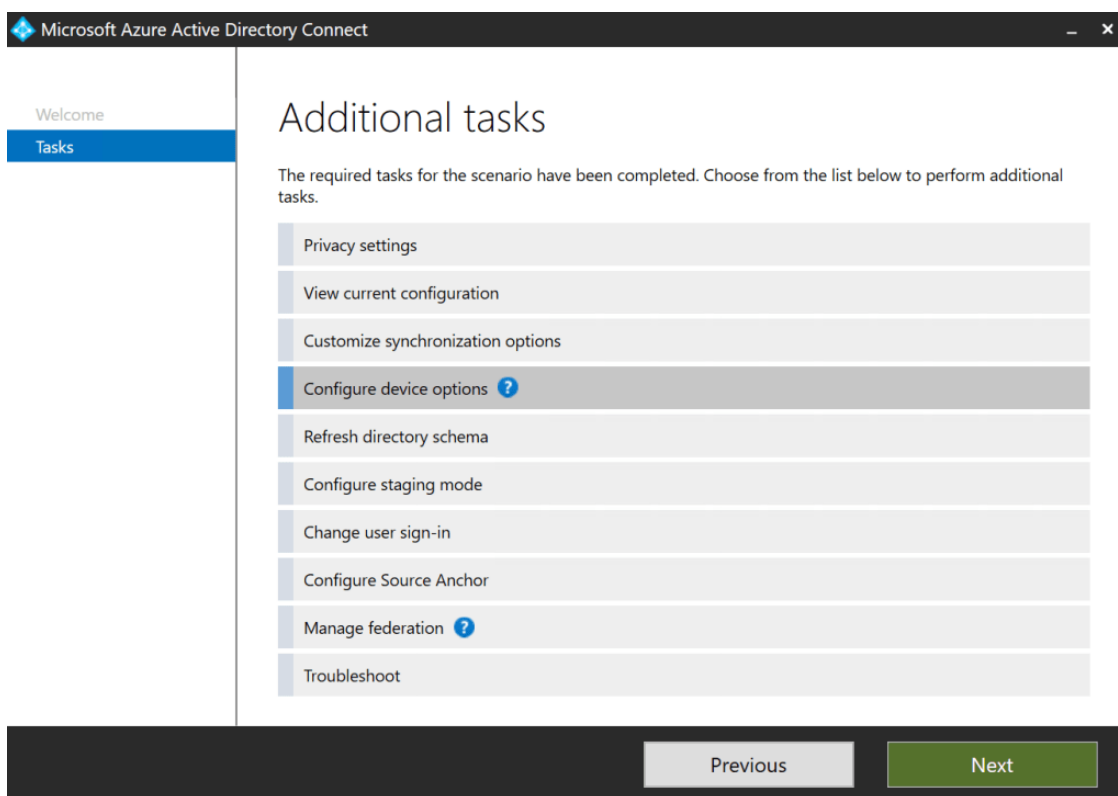 Microsoft Azure Active Directory Connect
Welcome
Tasks
Additional tasks
The required tasks for the scenario have been completed. Choose from the list below to perform additional
tasks.
Privacy settings
View current configuration
Customize synchronization options
Configure device options ?
Refresh directory schema
Configure staging mode
Change user sign-in
Configure Source Anchor
Manage federation ?
Troubleshoot
Previous
Next